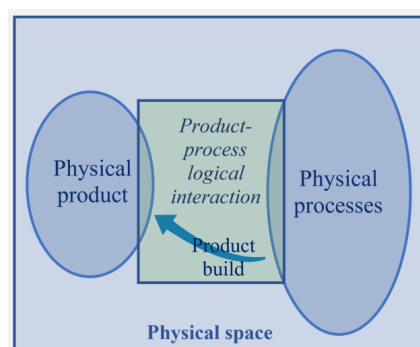 Physical
product
Product-
process
logical
interaction
Product
build
Physical
processes
Physical space